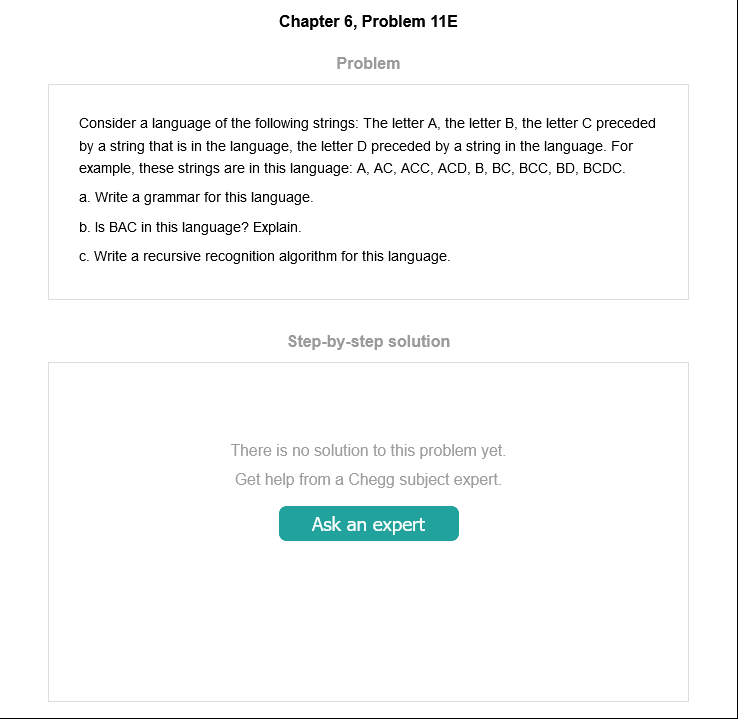 Chapter 6, Problem 11E
Problem
Consider a language of the following strings: The letter A, the letter B, the letter C preceded
by a string that is in the language, the letter D preceded by a string in the language. For
example, these strings are in this language: A, AC, ACC, ACD, B, BC, BCC, BD, BCDC.
a. Write a grammar for this language.
b. Is BAC in this language? Explain.
c. Write a recursive recognition algorithm for this language.
Step-by-step solution
There is no solution to this problem yet.
Get help from a Chegg subject expert.
Ask an expert